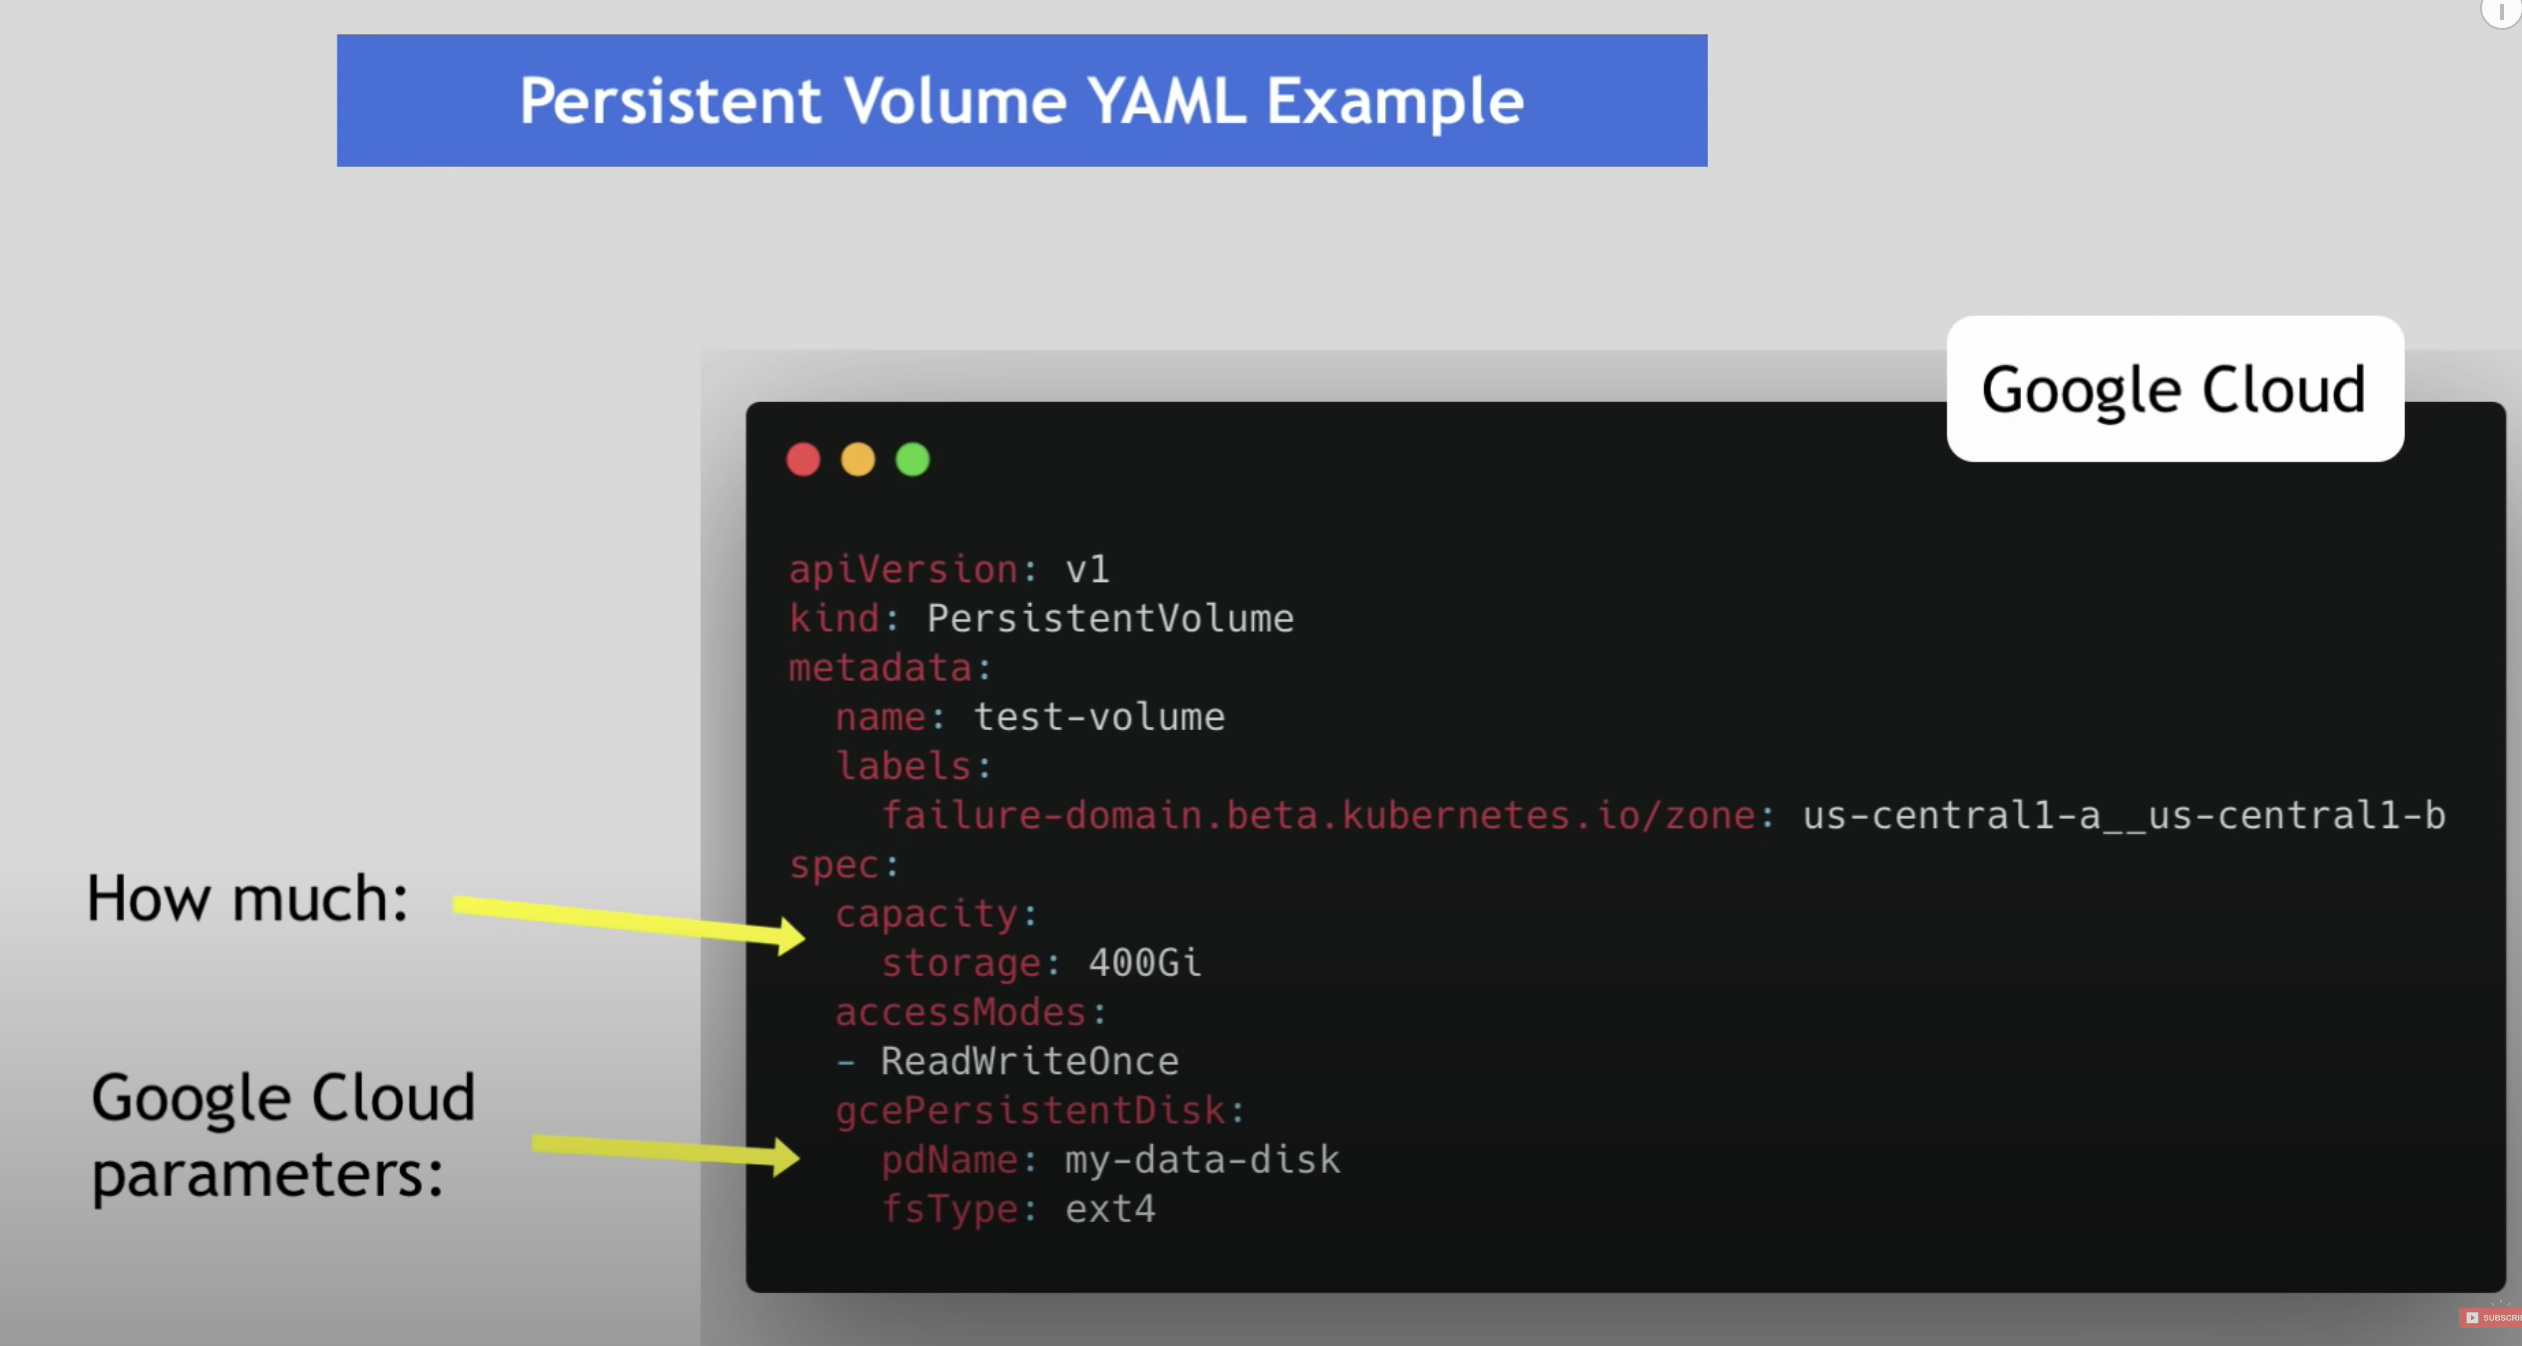 Persistent Volume YAML Example
Google Cloud
apiVersion: v1
kind: PersistentVolume
metadata:
  name: test-volume
  labels:
    failure-domain.beta.kubernetes.io/zone: us-central1-a__us-central1-b
spec:
  capacity:
    storage: 400Gi
  accessModes:
  - ReadWriteOnce
  gcePersistentDisk:
    pdName: my-data-disk
    fsType: ext4
How much:
Google Cloud
parameters: